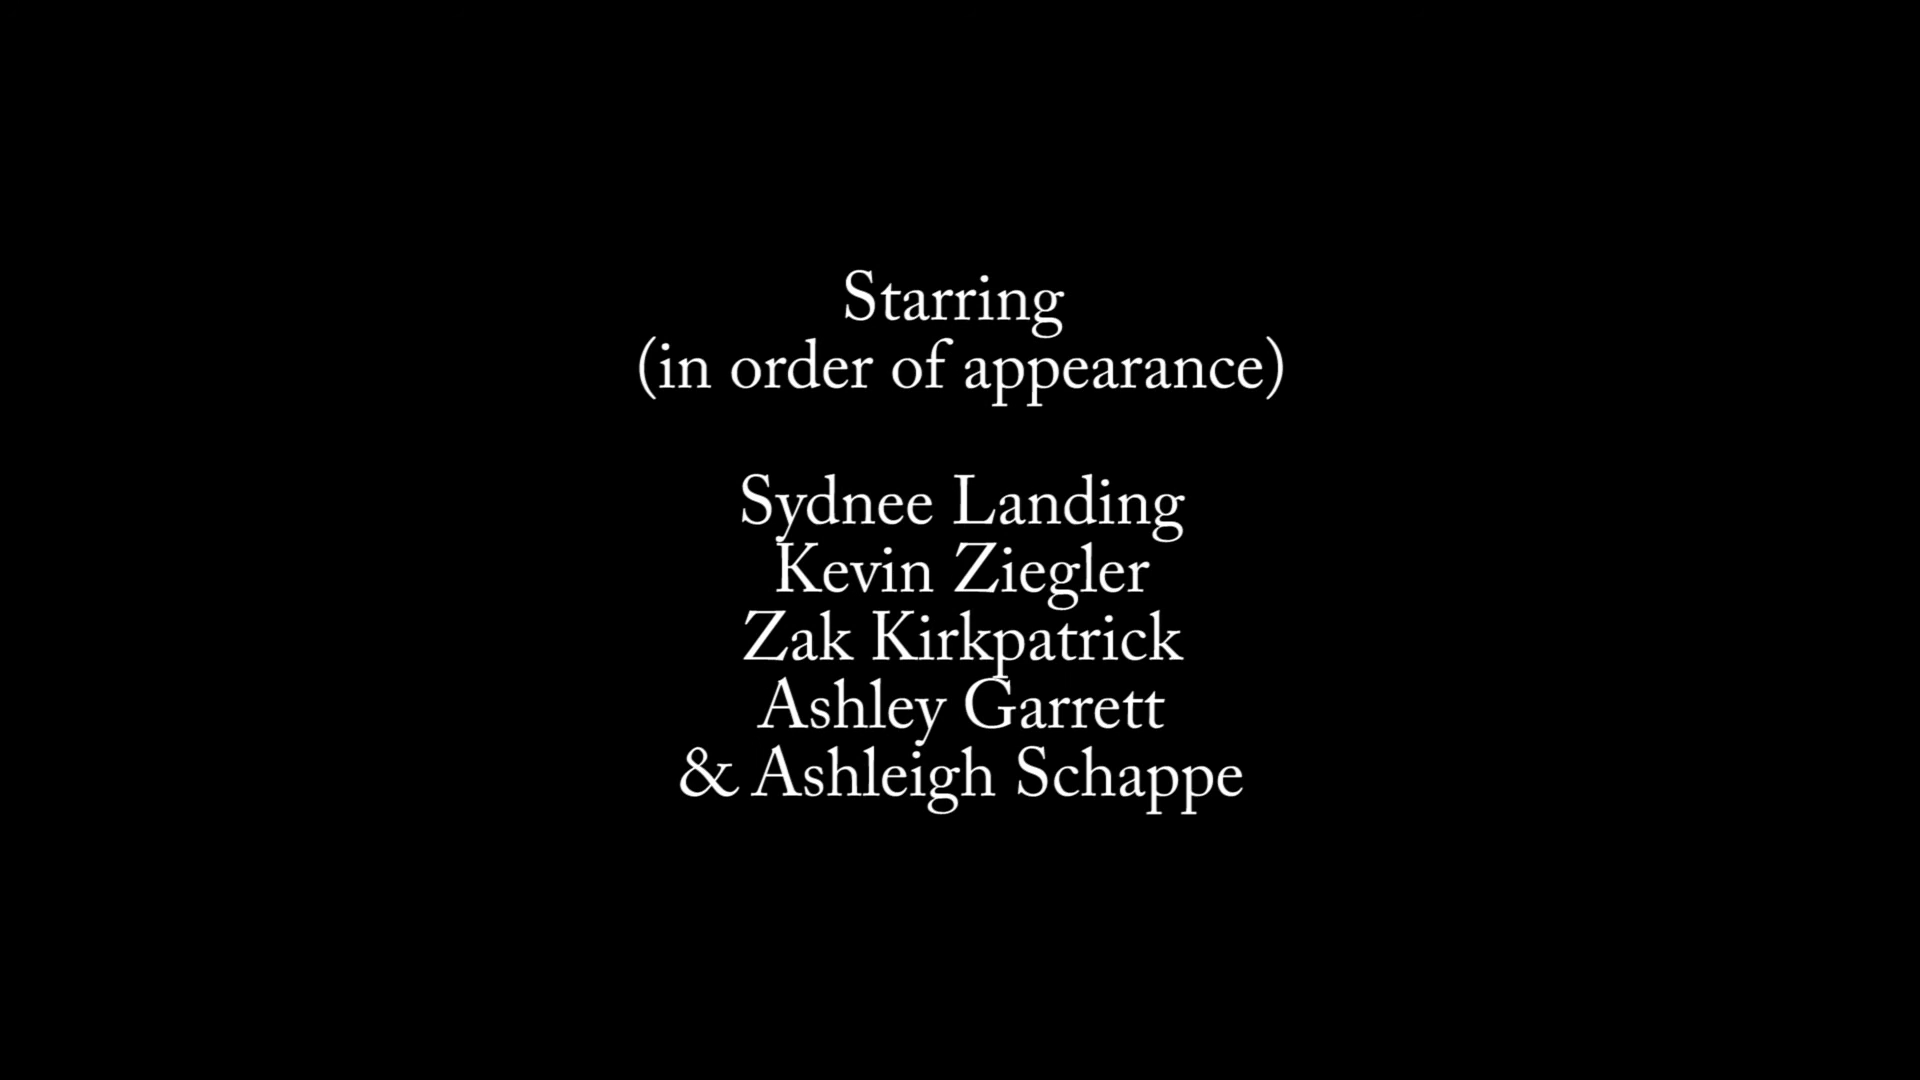 Starring
(in order of appearance)
Sydnee Landing
Kevin Ziegler
Zak Kirkpatrick
Ashley Garrett
& Ashleigh Schappe